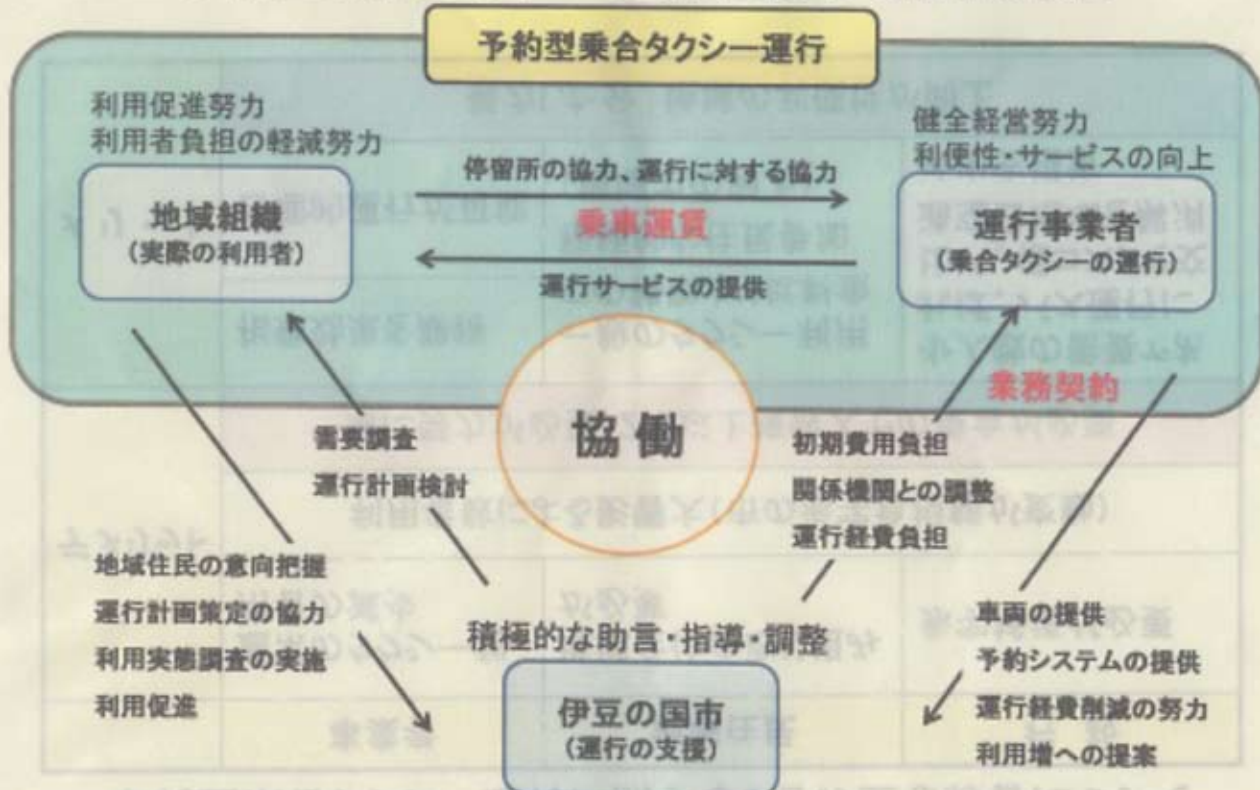 予約型乗合タクシー運行
利用促進努力
利用者負担の軽減努力
健全経営努力
利便性・サービスの向上
停留所の協力、運行に対する協力
地域組織
(実際の利用者)
乗車運賃
運行事業者
(乗合タクシーの運行)
運行サービスの提供
業務契約
協働
需要調査
運行計画検討
初期費用負担
関係機関との調整
運行経費負担
地域住民の意向把握
運行計画策定の協力
利用実態調査の実施
利用促進
車両の提供
予約システムの提供
運行経費削減の努力
利用増への提案
積極的な助言・指導・調整
伊豆の国市
(運行の支援)